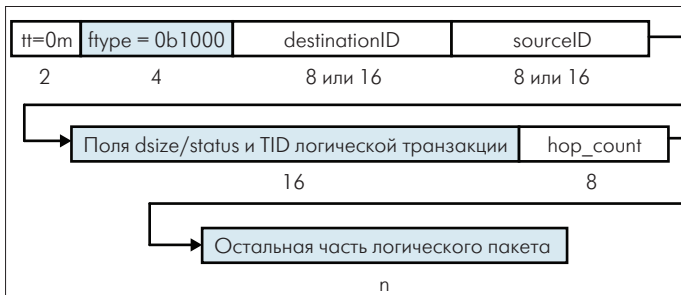 tt=0m ftype = 0b1000 destinationID sourceID
2 4 8 или 16 8 или 16
Поля dsize/status и TID логической транзакции hop_count
16 8
Остальная часть логического пакета
n